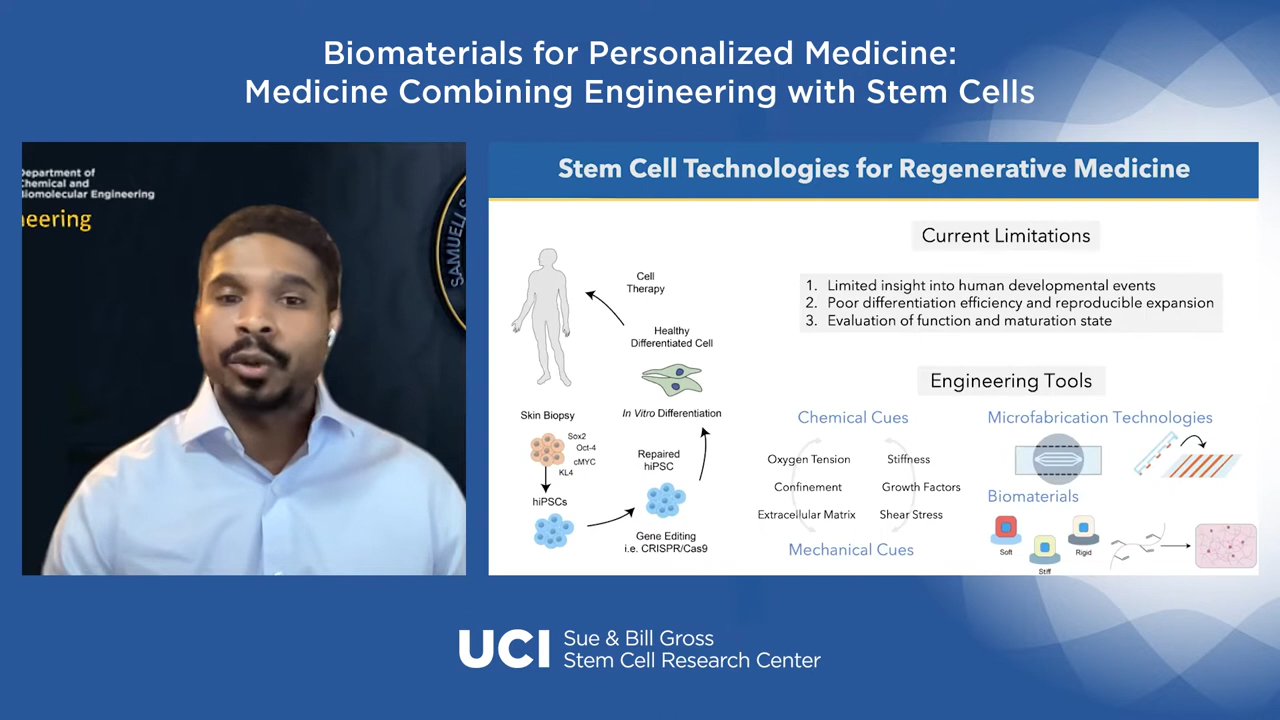 Biomaterials for Personalized Medicine:
Medicine Combining Engineering with Stem Cells
Department of
Chemical and
Biomolecular Engineering
neering
SAMUELI S
Stem Cell Technologies for Regenerative Medicine
Cell
Therapy
Healthy
Differentiated Cell
In Vitro Differentiation
Skin Biopsy
Sox2
Oct-4
cMYC
KL4
hiPSCs
Repaired
hiPSC
Gene Editing
i.e. CRISPR/Cas9
Current Limitations
1. Limited insight into human developmental events
2. Poor differentiation efficiency and reproducible expansion
3. Evaluation of function and maturation state
Engineering Tools
Chemical Cues
Oxygen Tension
Stiffness
Confinement
Growth Factors
Extracellular Matrix
Shear Stress
Mechanical Cues
Microfabrication Technologies
Biomaterials
Soft
Stiff
Rigid
UCI
Sue & Bill Gross
Stem Cell Research Center